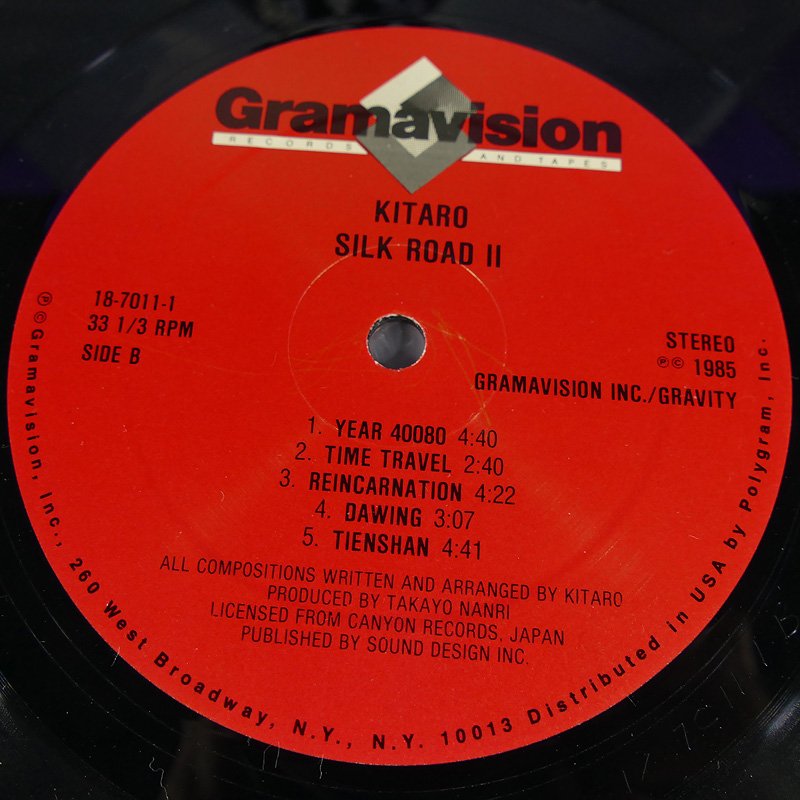 Gramavision
RECORDS AND TAPES
KITARO
SILK ROAD II
18-7011-1
33 1/3 RPM
SIDE B
STEREO
℗© 1985
GRAMAVISION INC./GRAVITY
1. YEAR 40080 4:40
2. TIME TRAVEL 2:40
3. REINCARNATION 4:22
4. DAWING 3:07
5. TIENSHAN 4:41
ALL COMPOSITIONS WRITTEN AND ARRANGED BY KITARO
PRODUCED BY TAKAYO NANRI
LICENSED FROM CANYON RECORDS, JAPAN
PUBLISHED BY SOUND DESIGN INC.
℗© Gramavision, Inc., 260 West Broadway, N.Y., N.Y. 10013 Distributed in USA by Polygram, Inc.